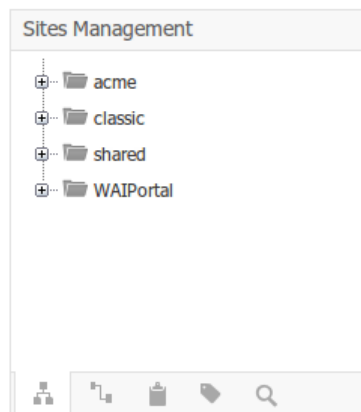 Sites Management
acme
classic
shared
WAIPortal